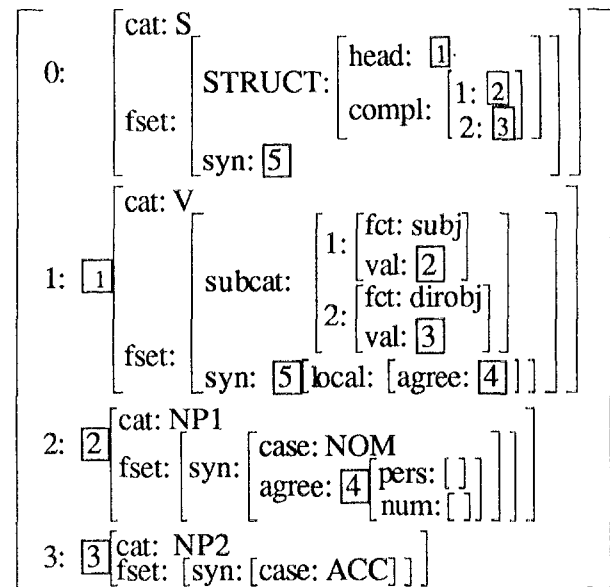 cat: S
head: 1
0: STRUCT: 1: 2
compl:
fset: 2: 3
syn: 5
cat: V
1: fct: subj
val: 2
1: 1 subcat:
2: fct: dirobj
val: 3
fset:
syn: 5 local: [agree: 4]
cat: NP1
2: 2 case: NOM
fset: syn:
agree: 4 pers: [ ]
num: [ ]
3: 3 cat: NP2
fset: [syn: [case: ACC]]